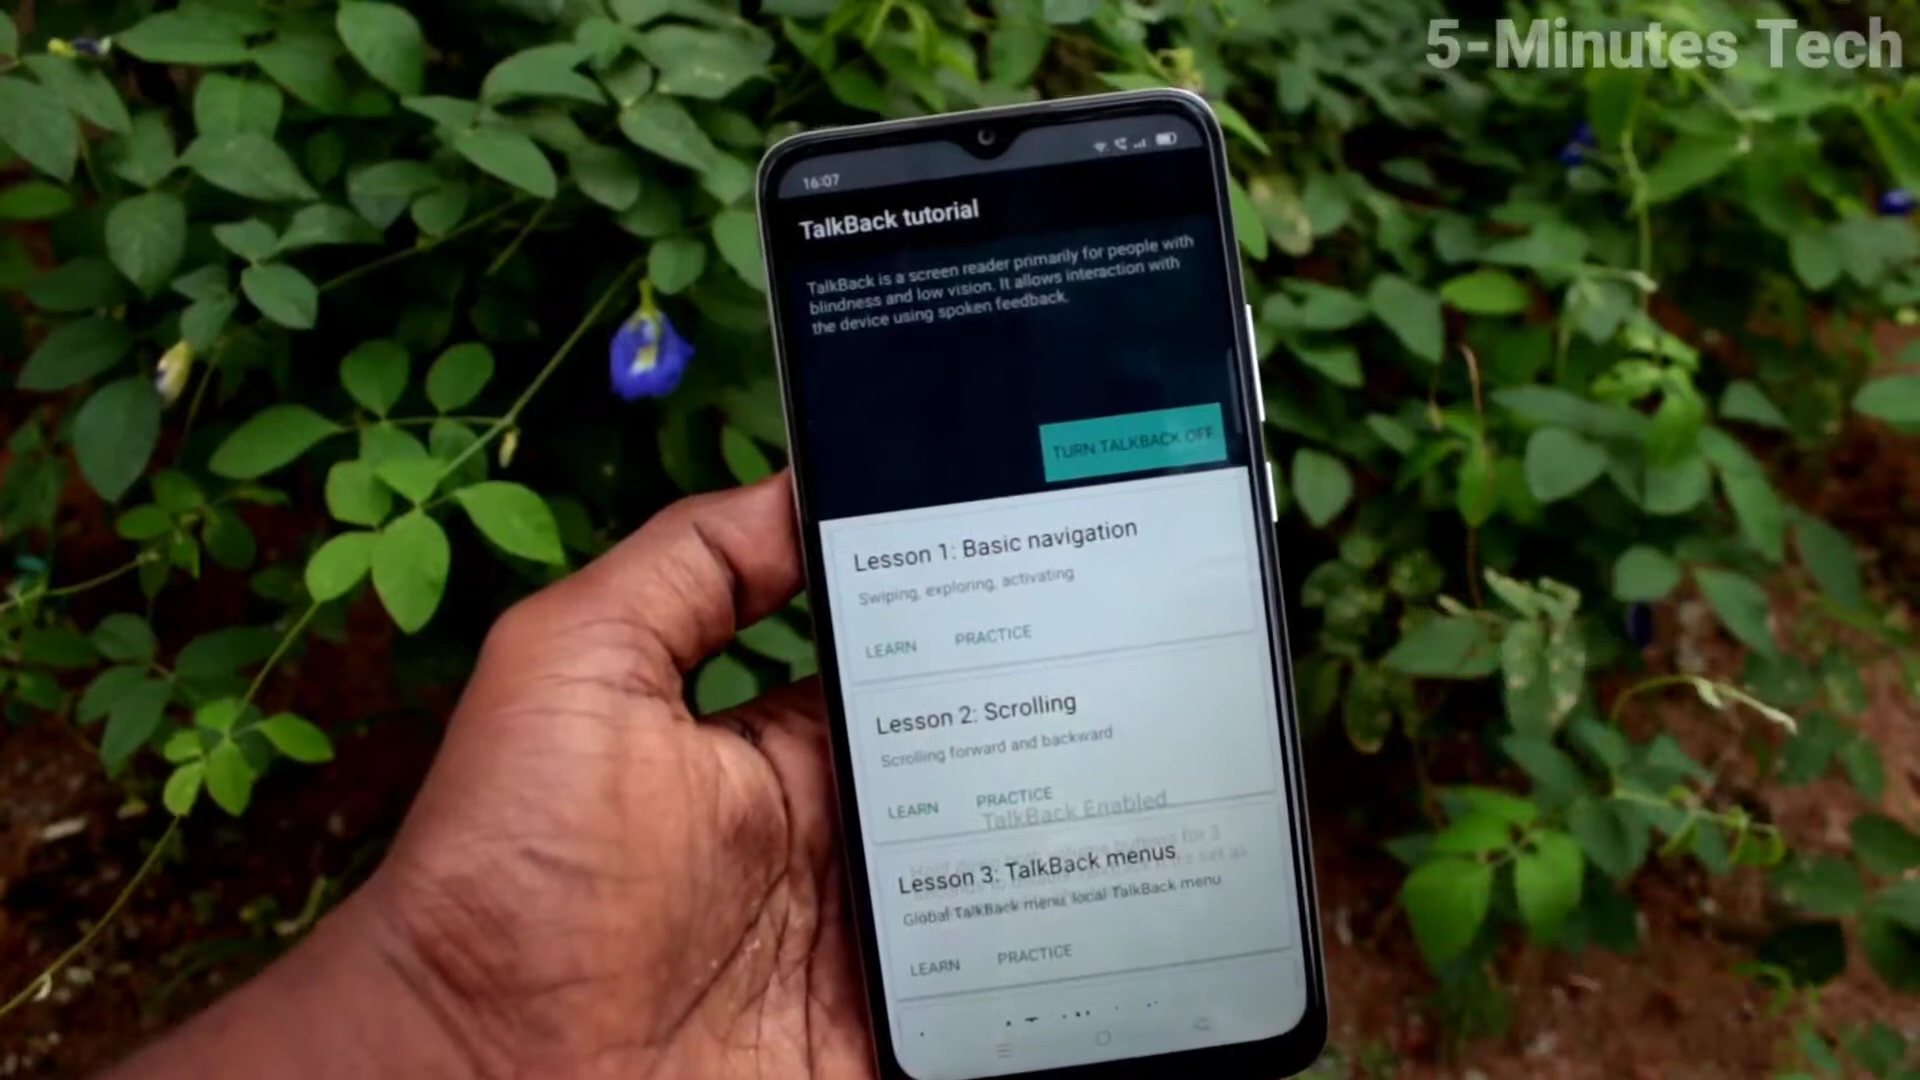 5-Minutes Tech
16:07
TalkBack tutorial
TalkBack is a screen reader primarily for people with
blindness and low vision. It allows interaction with
the device using spoken feedback.
TURN TALKBACK OFF
Lesson 1: Basic navigation
Swiping, exploring, activating
LEARN PRACTICE
Lesson 2: Scrolling
Scrolling forward and backward
LEARN PRACTICE
TalkBack Enabled
Lesson 3: TalkBack menus
Global TalkBack menu, local TalkBack menu
LEARN PRACTICE